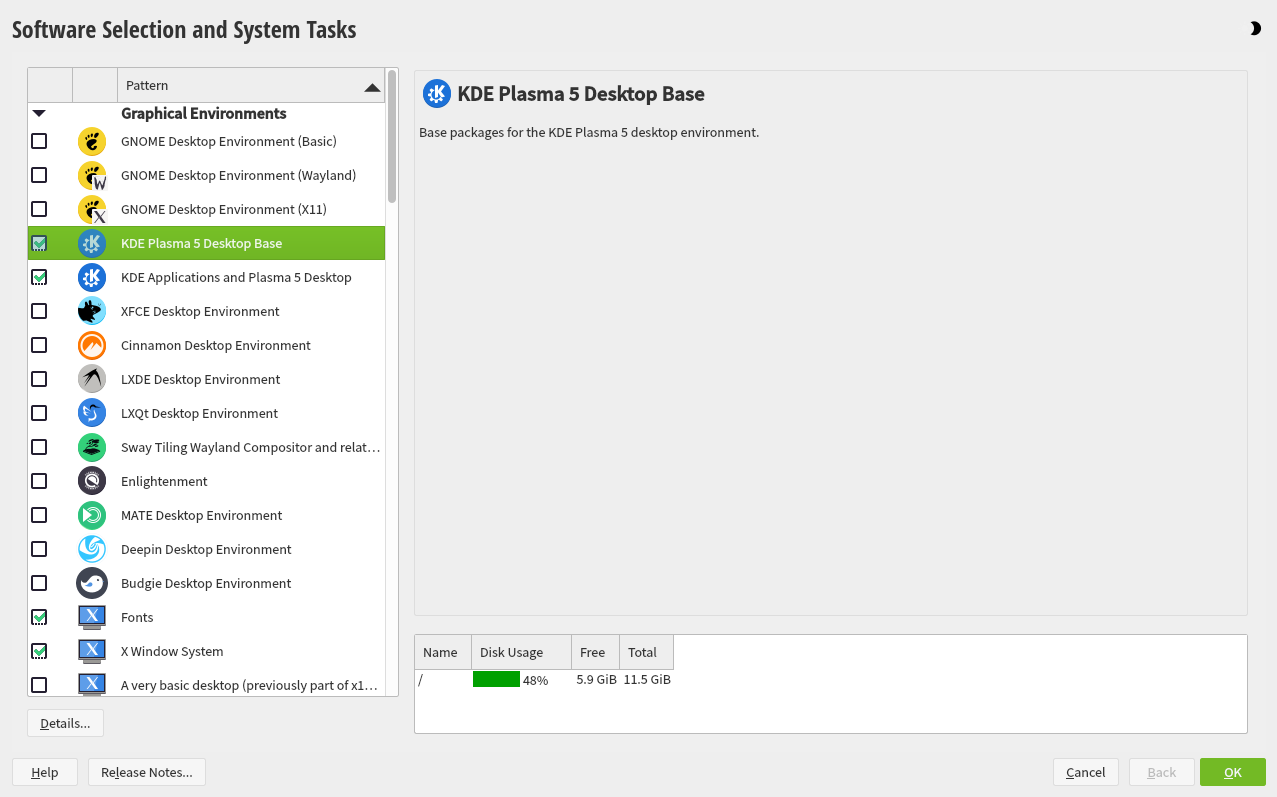 Software Selection and System Tasks
Pattern
Graphical Environments
GNOME Desktop Environment (Basic)
GNOME Desktop Environment (Wayland)
GNOME Desktop Environment (X11)
KDE Plasma 5 Desktop Base
KDE Applications and Plasma 5 Desktop
XFCE Desktop Environment
Cinnamon Desktop Environment
LXDE Desktop Environment
LXQt Desktop Environment
Sway Tiling Wayland Compositor and relat…
Enlightenment
MATE Desktop Environment
Deepin Desktop Environment
Budgie Desktop Environment
Fonts
X Window System
A very basic desktop (previously part of x1…
Details...
KDE Plasma 5 Desktop Base
Base packages for the KDE Plasma 5 desktop environment.
Name Disk Usage Free Total
/ 48% 5.9 GiB 11.5 GiB
Help Release Notes... Cancel Back OK